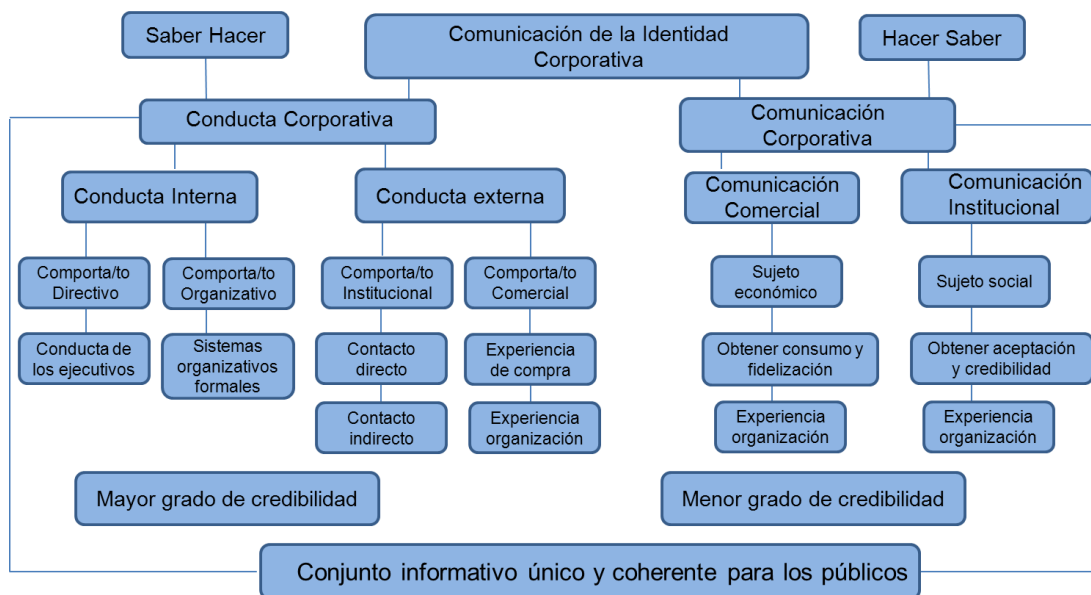 Saber Hacer
Comunicación de la Identidad
Corporativa
Hacer Saber
Conducta Corporativa
Comunicación
Corporativa
Conducta Interna
Conducta externa
Comunicación
Comercial
Comunicación
Institucional
Comporta/to
Directivo
Comporta/to
Organizativo
Comporta/to
Institucional
Comporta/to
Comercial
Sujeto
económico
Sujeto social
Conducta de
los ejecutivos
Sistemas
organizativos
formales
Contacto
directo
Experiencia
de compra
Obtener consumo y
fidelización
Obtener aceptación
y credibilidad
Contacto
indirecto
Experiencia
organización
Experiencia
organización
Experiencia
organización
Mayor grado de credibilidad
Menor grado de credibilidad
Conjunto informativo único y coherente para los públicos